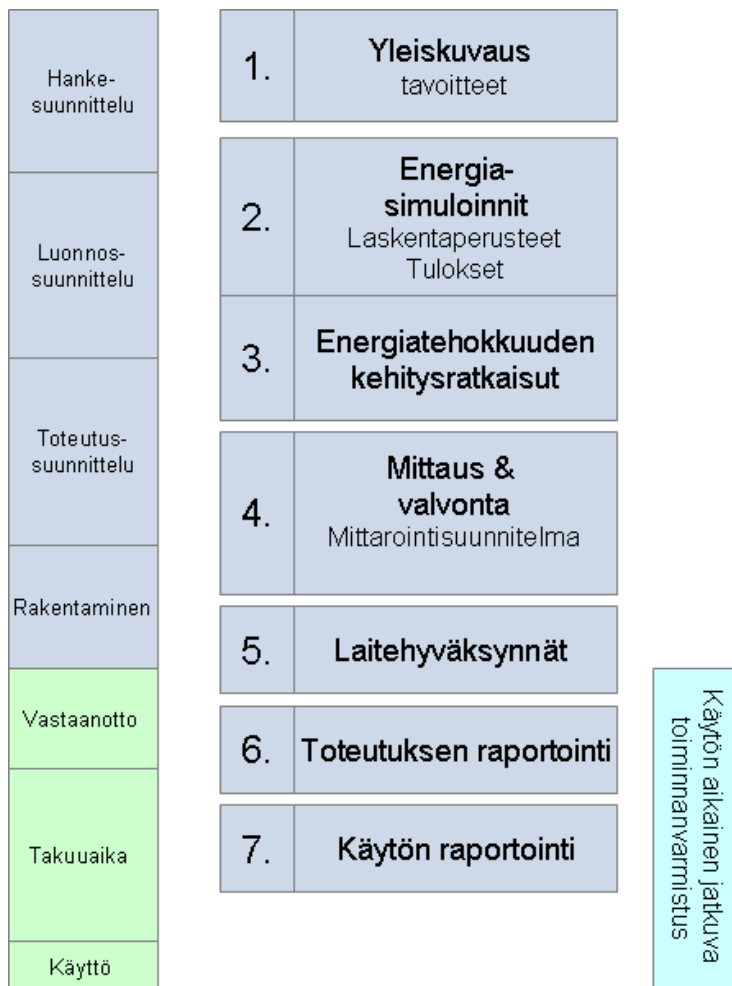 Hanke-
suunnittelu
Luonnos-
suunnittelu
Toteutus-
suunnittelu
Rakentaminen
Vastaanotto
Takuuaika
Käyttö
1.
Yleiskuvaus
tavoitteet
2.
Energia-
simuloinnit
Laskentaperusteet
Tulokset
3.
Energiatehokkuuden
kehitysratkaisut
4.
Mittaus &
valvonta
Mittarointisuunnitelma
5.
Laitehyväksynnät
6.
Toteutuksen raportointi
7.
Käytön raportointi
Käytön aikainen jatkuva
toiminnanvarmistus